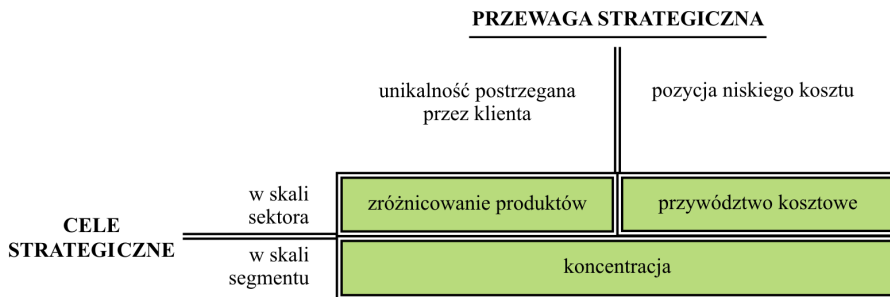 PRZEWAGA STRATEGICZNA
unikalność postrzegana
przez klienta
pozycja niskiego kosztu
w skali
sektora
zróżnicowanie produktów
przywództwo kosztowe
CELE
STRATEGICZNE
w skali
segmentu
koncentracja